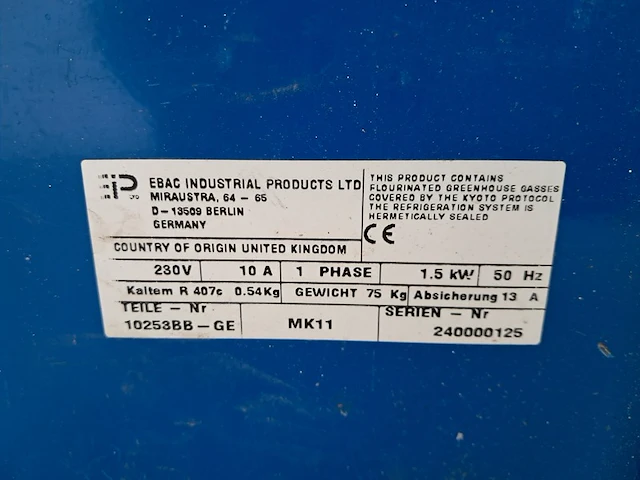 EIP LTD
EBAC INDUSTRIAL PRODUCTS LTD
MIRAUSTRA, 64 – 65
D – 13509 BERLIN
GERMANY
COUNTRY OF ORIGIN UNITED KINGDOM
THIS PRODUCT CONTAINS
FLOURINATED GREENHOUSE GASSES
COVERED BY THE KYOTO PROTOCOL
THE REFRIGERATION SYSTEM IS
HERMETICALLY SEALED
CE
230V 10 A 1 PHASE 1.5 kW 50 Hz
Kaltem R 407c 0.54Kg GEWICHT 75 Kg Absicherung 13 A
TEILE – Nr
10253BB – GE
MK11
SERIEN – Nr
240000125